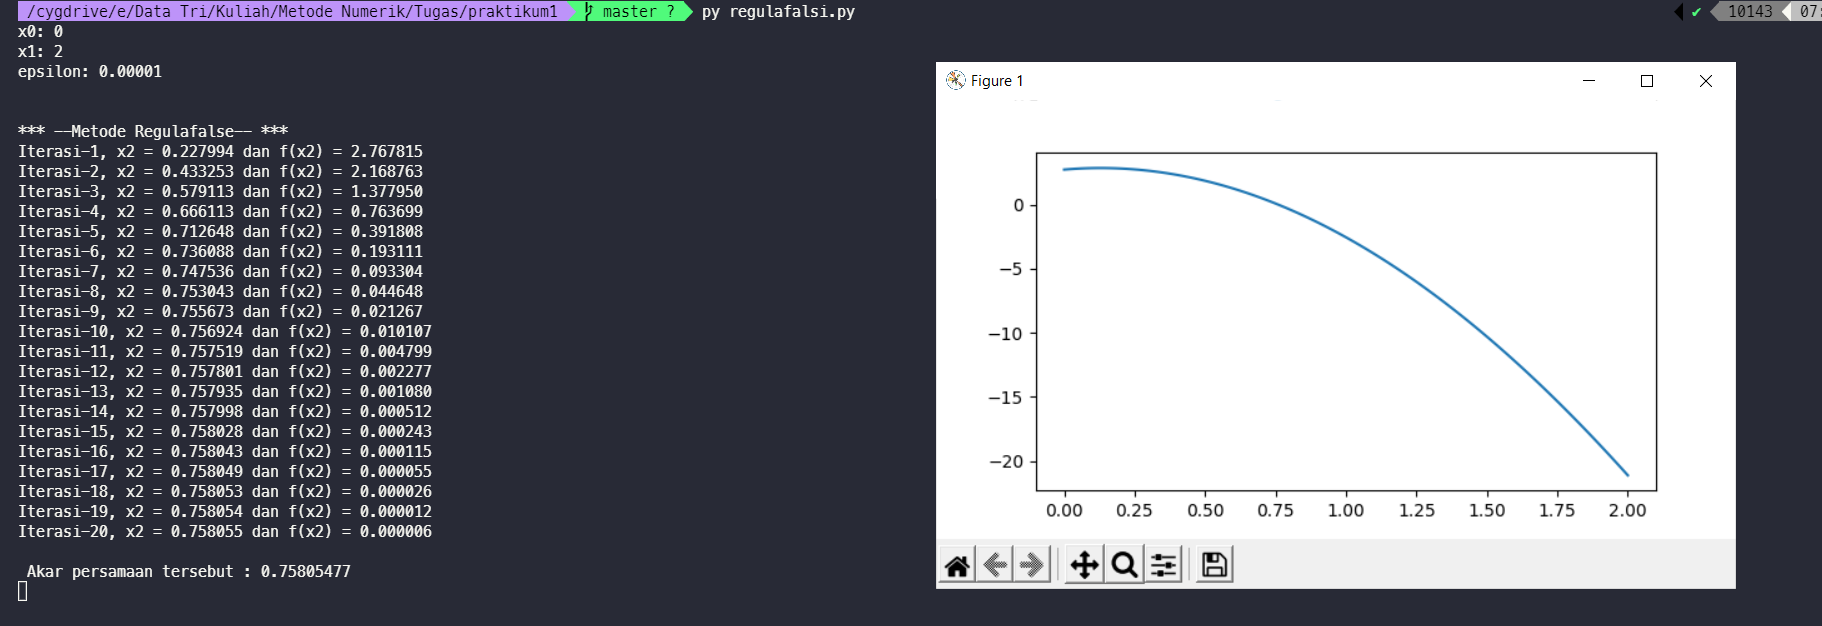 /cygdrive/e/Data Tri/Kuliah/Metode Numerik/Tugas/praktikum1 master ? py regulafalsi.py ✔ 10143 07:
x0: 0
x1: 2
epsilon: 0.00001
*** --Metode Regulafalse-- ***
Iterasi-1, x2 = 0.227994 dan f(x2) = 2.767815
Iterasi-2, x2 = 0.433253 dan f(x2) = 2.168763
Iterasi-3, x2 = 0.579113 dan f(x2) = 1.377950
Iterasi-4, x2 = 0.666113 dan f(x2) = 0.763699
Iterasi-5, x2 = 0.712648 dan f(x2) = 0.391808
Iterasi-6, x2 = 0.736088 dan f(x2) = 0.193111
Iterasi-7, x2 = 0.747536 dan f(x2) = 0.093304
Iterasi-8, x2 = 0.753043 dan f(x2) = 0.044648
Iterasi-9, x2 = 0.755673 dan f(x2) = 0.021267
Iterasi-10, x2 = 0.756924 dan f(x2) = 0.010107
Iterasi-11, x2 = 0.757519 dan f(x2) = 0.004799
Iterasi-12, x2 = 0.757801 dan f(x2) = 0.002277
Iterasi-13, x2 = 0.757935 dan f(x2) = 0.001080
Iterasi-14, x2 = 0.757998 dan f(x2) = 0.000512
Iterasi-15, x2 = 0.758028 dan f(x2) = 0.000243
Iterasi-16, x2 = 0.758043 dan f(x2) = 0.000115
Iterasi-17, x2 = 0.758049 dan f(x2) = 0.000055
Iterasi-18, x2 = 0.758053 dan f(x2) = 0.000026
Iterasi-19, x2 = 0.758054 dan f(x2) = 0.000012
Iterasi-20, x2 = 0.758055 dan f(x2) = 0.000006
Akar persamaan tersebut : 0.75805477
Figure 1
0
−5
−10
−15
−20
0.00 0.25 0.50 0.75 1.00 1.25 1.50 1.75 2.00